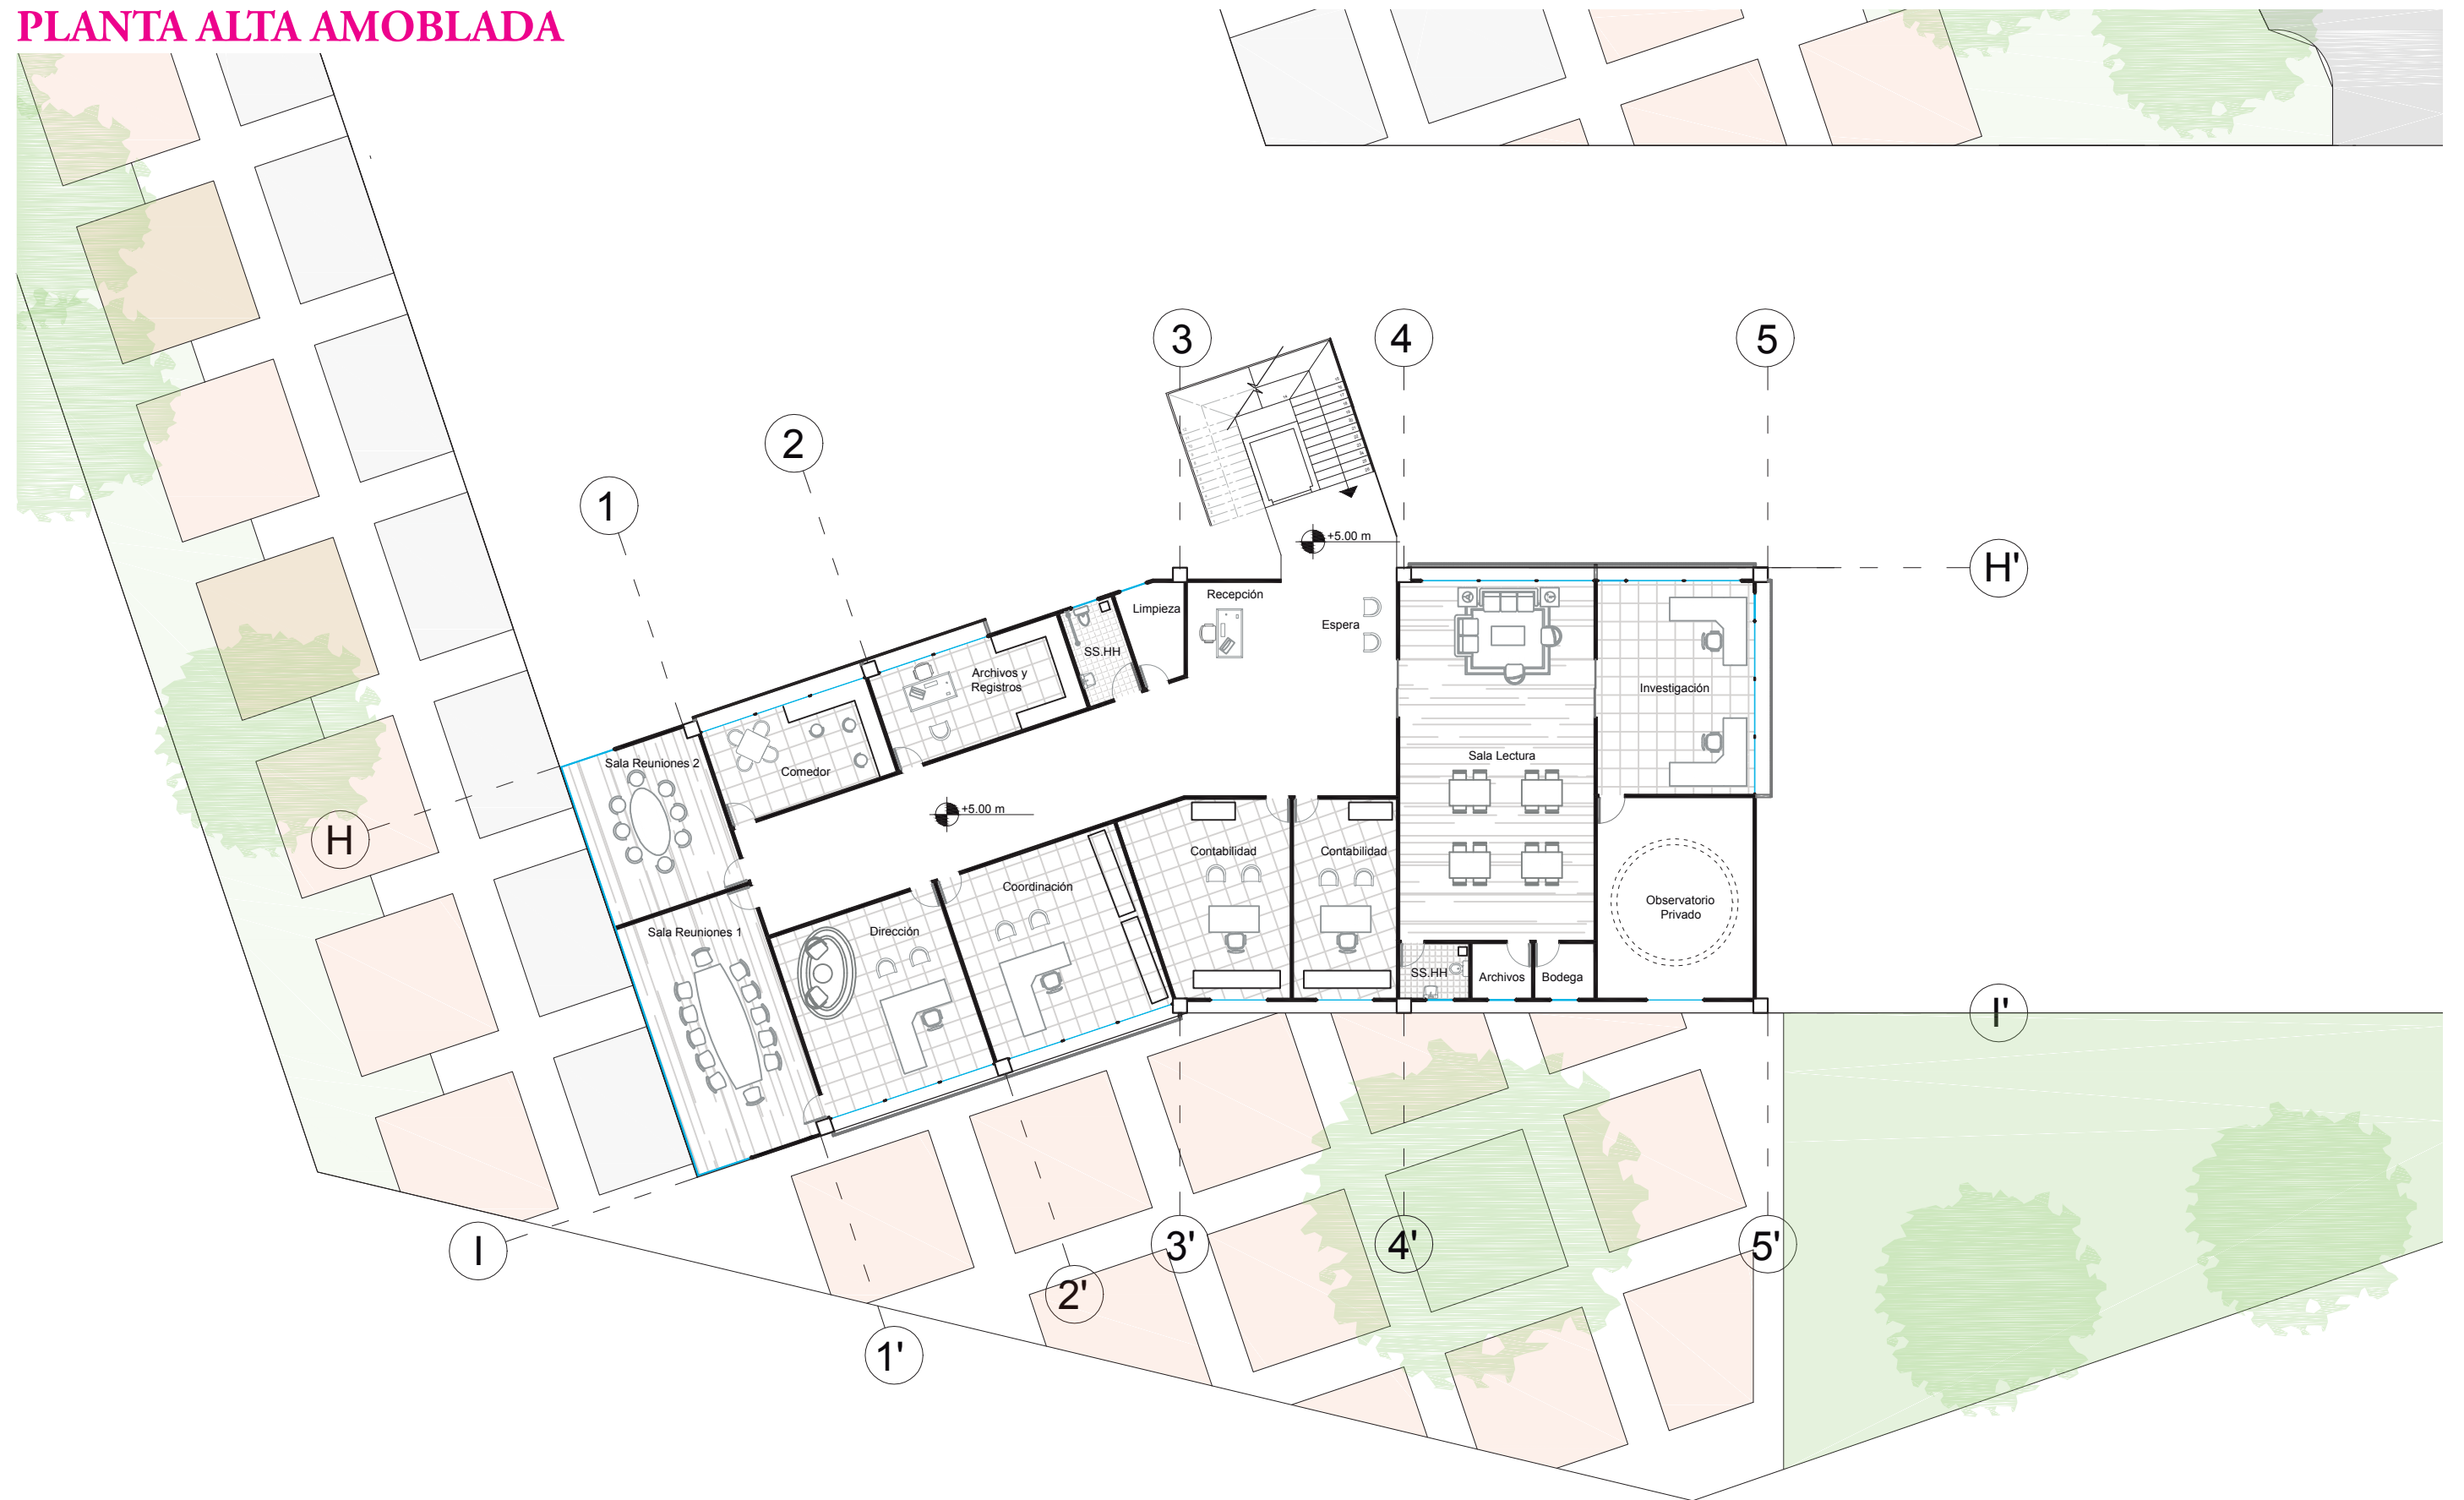 PLANTA ALTA AMOBLADA
3
4
5
2
1
+5.00 m
H'
Recepción
Limpieza
Espera
SS.HH
Archivos y
Registros
Investigación
Sala Lectura
Sala Reuniones 2
Comedor
+5.00 m
H
Contabilidad
Contabilidad
Coordinación
Observatorio
Privado
Dirección
Sala Reuniones 1
SS.HH
Archivos
Bodega
I'
I
3'
4'
5'
2'
1'